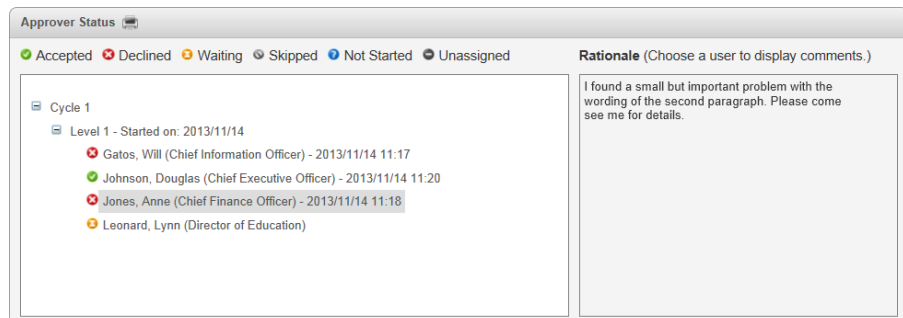 Approver Status
Accepted Declined Waiting Skipped Not Started Unassigned
Rationale (Choose a user to display comments.)
Cycle 1
Level 1 - Started on: 2013/11/14
Gatos, Will (Chief Information Officer) - 2013/11/14 11:17
Johnson, Douglas (Chief Executive Officer) - 2013/11/14 11:20
Jones, Anne (Chief Finance Officer) - 2013/11/14 11:18
Leonard, Lynn (Director of Education)
I found a small but important problem with the
wording of the second paragraph. Please come
see me for details.